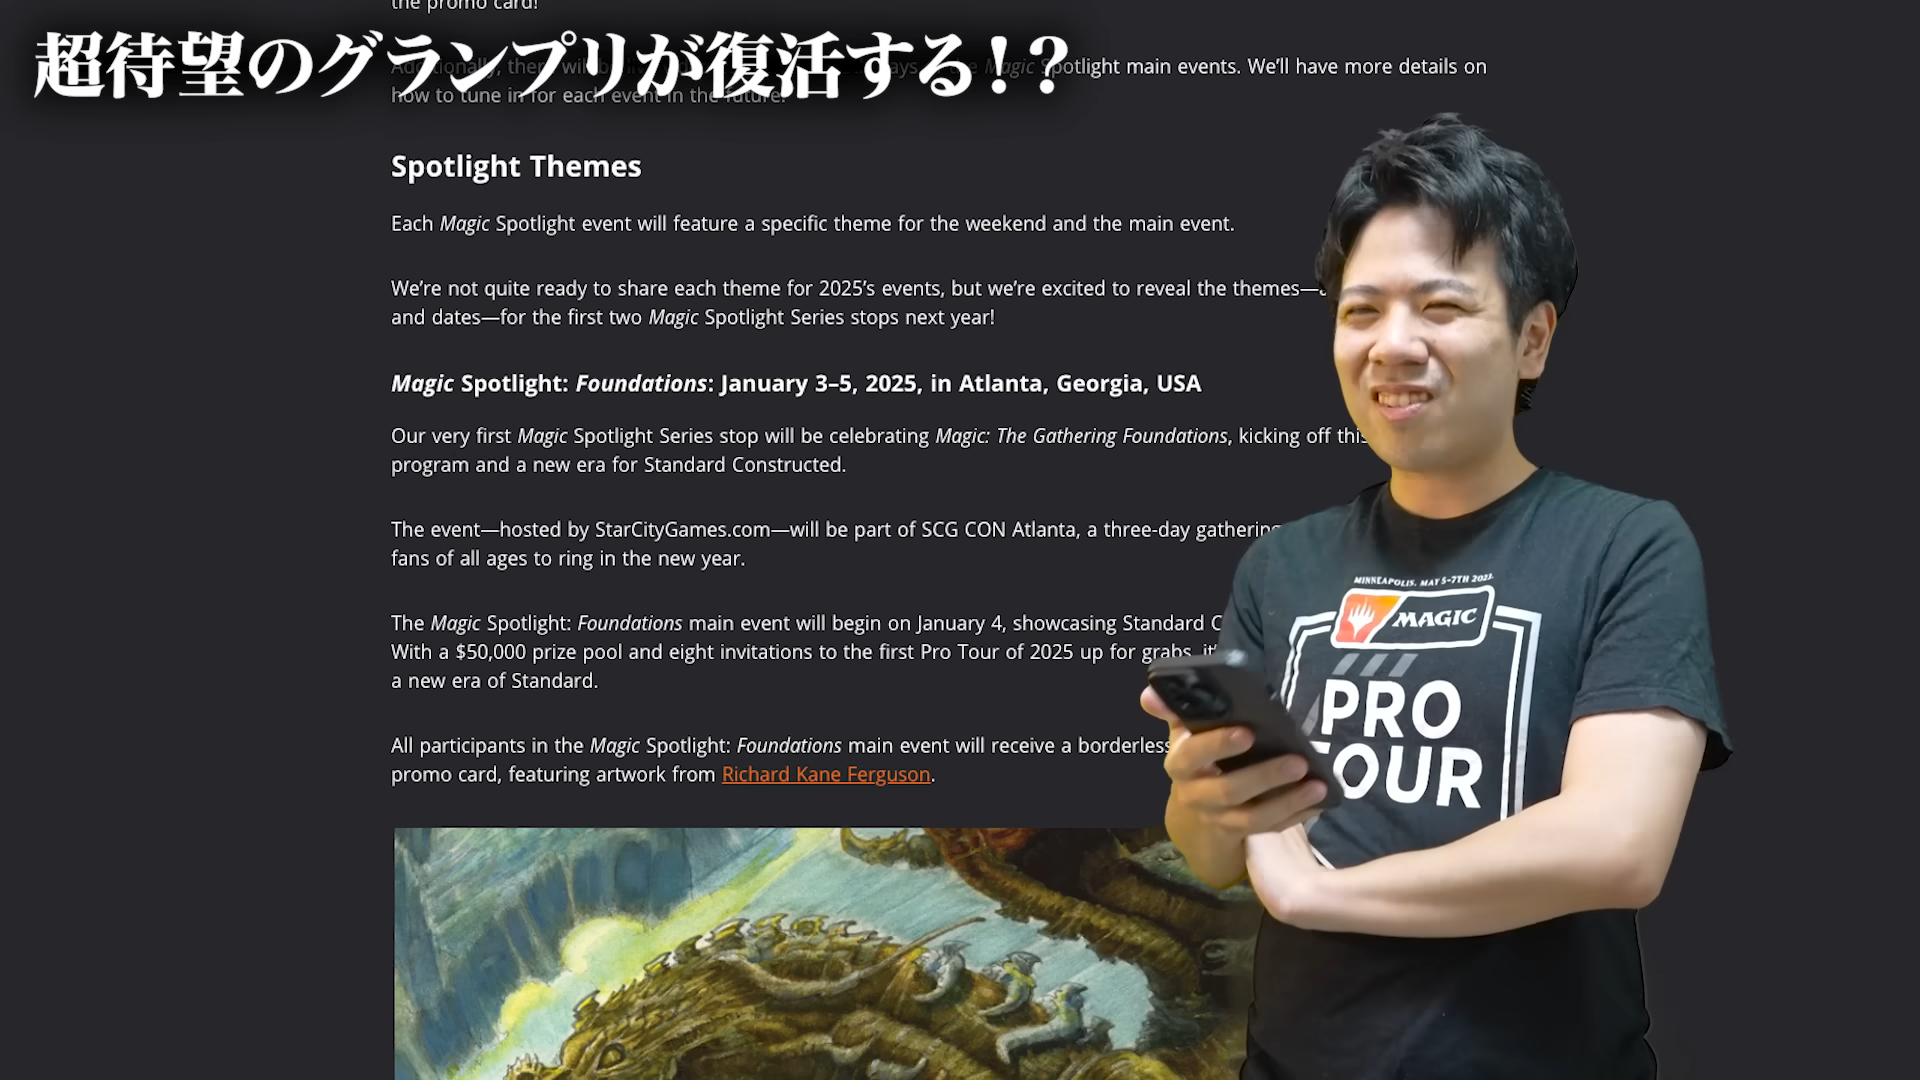 the promo card!
超待望のグランプリが復活する!?
Spotlight main events. We'll have more details on
how to tune in for each event in the future!
Spotlight Themes
Each Magic Spotlight event will feature a specific theme for the weekend and the main event.
We're not quite ready to share each theme for 2025's events, but we're excited to reveal the themes—
and dates—for the first two Magic Spotlight Series stops next year!
Magic Spotlight: Foundations: January 3–5, 2025, in Atlanta, Georgia, USA
Our very first Magic Spotlight Series stop will be celebrating Magic: The Gathering Foundations, kicking off this
program and a new era for Standard Constructed.
The event—hosted by StarCityGames.com—will be part of SCG CON Atlanta, a three-day gathering
fans of all ages to ring in the new year.
The Magic Spotlight: Foundations main event will begin on January 4, showcasing Standard C
With a $50,000 prize pool and eight invitations to the first Pro Tour of 2025 up for grabs, it'
a new era of Standard.
All participants in the Magic Spotlight: Foundations main event will receive a borderless
promo card, featuring artwork from Richard Kane Ferguson.
MINNEAPOLIS, MAY 5-7TH 2023
MAGIC
PRO
TOUR